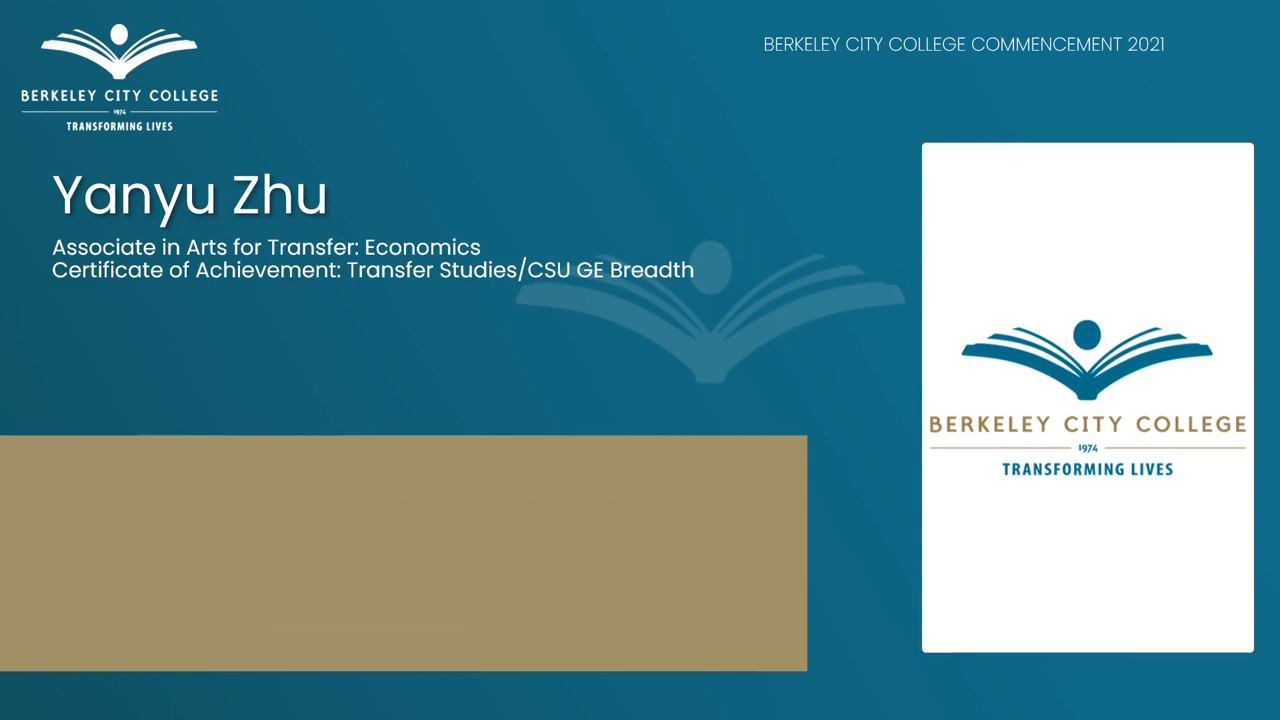 BERKELEY CITY COLLEGE
1974
TRANSFORMING LIVES
BERKELEY CITY COLLEGE COMMENCEMENT 2021
Yanyu Zhu
Associate in Arts for Transfer: Economics
Certificate of Achievement: Transfer Studies/CSU GE Breadth
BERKELEY CITY COLLEGE
1974
TRANSFORMING LIVES